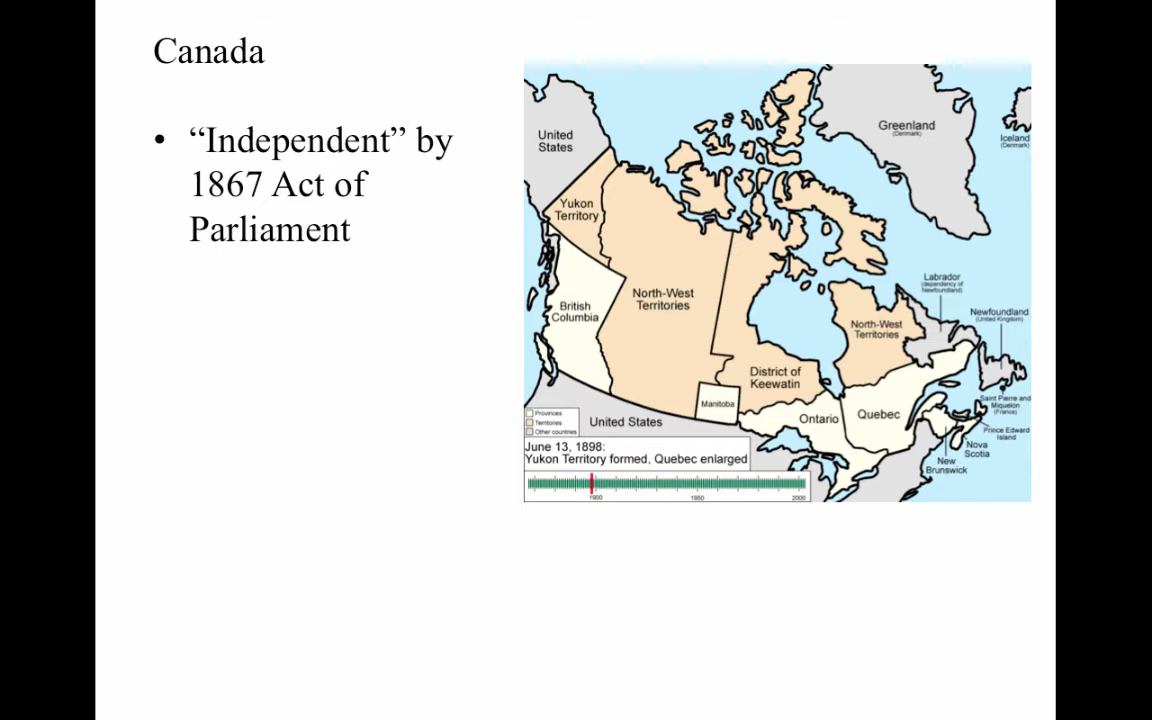 Canada
• “Independent” by
1867 Act of
Parliament
United
States
Greenland
(Denmark)
Iceland
(Denmark)
Yukon
Territory
Labrador
(dependency of
Newfoundland)
British
Columbia
North-West
Territories
North-West
Territories
Newfoundland
(United Kingdom)
District of
Keewatin
Manitoba
Ontario
Quebec
Saint Pierre and
Miquelon
(France)
Prince Edward
Island
Nova
Scotia
New
Brunswick
United States
Provinces
Territories
Other countries
June 13, 1898:
Yukon Territory formed, Quebec enlarged
1900 1950 2000